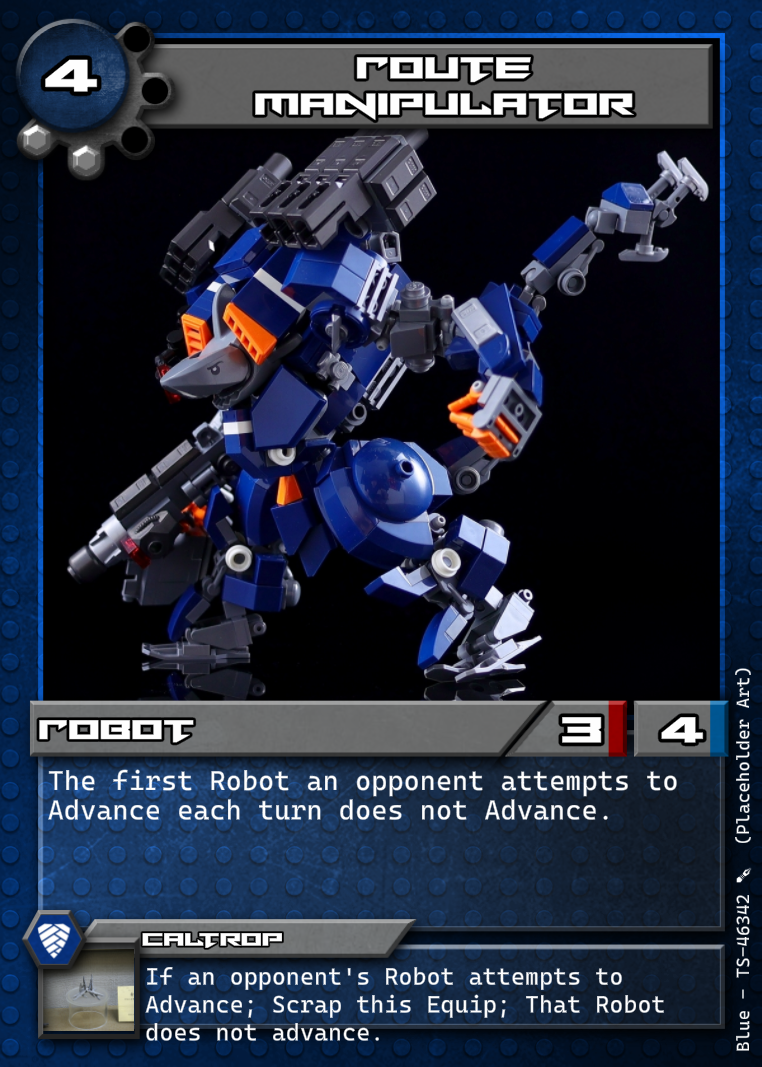 4
ROUTE
MANIPULATOR
ROBOT
3
4
The first Robot an opponent attempts to
Advance each turn does not Advance.
CALTROP
If an opponent's Robot attempts to
Advance; Scrap this Equip; That Robot
does not advance.
Blue - TS-46342 (Placeholder Art)